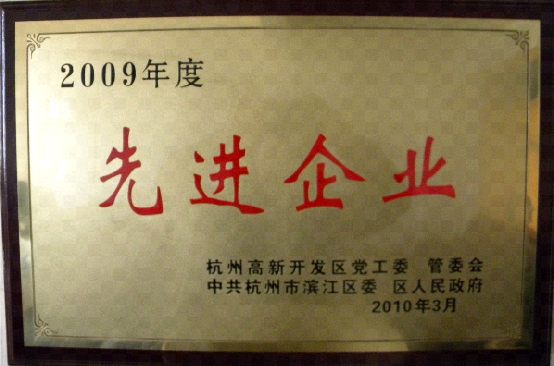 2009年度
先进企业
杭州高新开发区党工委 管委会
中共杭州市滨江区委 区人民政府
2010年3月